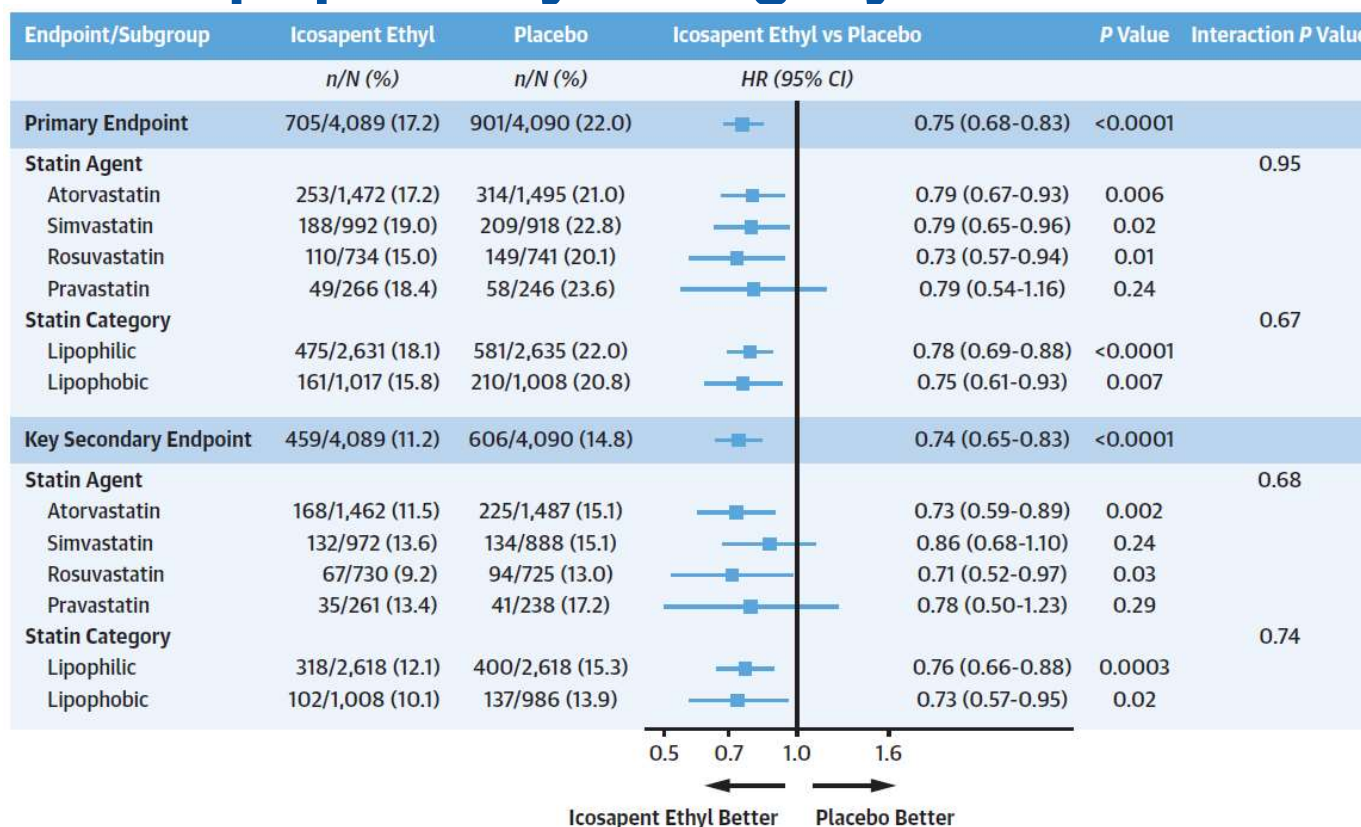 Endpoint/Subgroup Icosapent Ethyl Placebo Icosapent Ethyl vs Placebo P Value Interaction P Value
n/N (%) n/N (%) HR (95% CI)
Primary Endpoint 705/4,089 (17.2) 901/4,090 (22.0) 0.75 (0.68-0.83) <0.0001
Statin Agent 0.95
Atorvastatin 253/1,472 (17.2) 314/1,495 (21.0) 0.79 (0.67-0.93) 0.006
Simvastatin 188/992 (19.0) 209/918 (22.8) 0.79 (0.65-0.96) 0.02
Rosuvastatin 110/734 (15.0) 149/741 (20.1) 0.73 (0.57-0.94) 0.01
Pravastatin 49/266 (18.4) 58/246 (23.6) 0.79 (0.54-1.16) 0.24
Statin Category 0.67
Lipophilic 475/2,631 (18.1) 581/2,635 (22.0) 0.78 (0.69-0.88) <0.0001
Lipophobic 161/1,017 (15.8) 210/1,008 (20.8) 0.75 (0.61-0.93) 0.007
Key Secondary Endpoint 459/4,089 (11.2) 606/4,090 (14.8) 0.74 (0.65-0.83) <0.0001
Statin Agent 0.68
Atorvastatin 168/1,462 (11.5) 225/1,487 (15.1) 0.73 (0.59-0.89) 0.002
Simvastatin 132/972 (13.6) 134/888 (15.1) 0.86 (0.68-1.10) 0.24
Rosuvastatin 67/730 (9.2) 94/725 (13.0) 0.71 (0.52-0.97) 0.03
Pravastatin 35/261 (13.4) 41/238 (17.2) 0.78 (0.50-1.23) 0.29
Statin Category 0.74
Lipophilic 318/2,618 (12.1) 400/2,618 (15.3) 0.76 (0.66-0.88) 0.0003
Lipophobic 102/1,008 (10.1) 137/986 (13.9) 0.73 (0.57-0.95) 0.02
0.5 0.7 1.0 1.6
Icosapent Ethyl Better Placebo Better